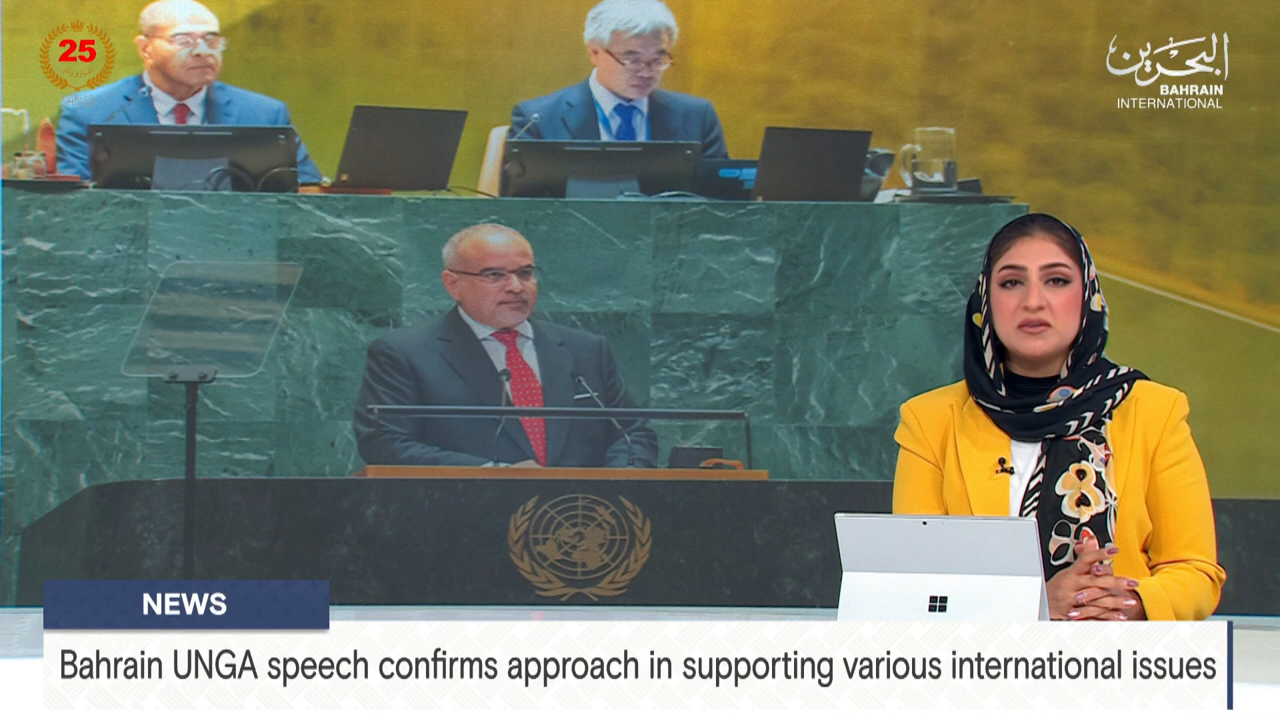 25
البحرين
BAHRAIN
INTERNATIONAL
NEWS
Bahrain UNGA speech confirms approach in supporting various international issues